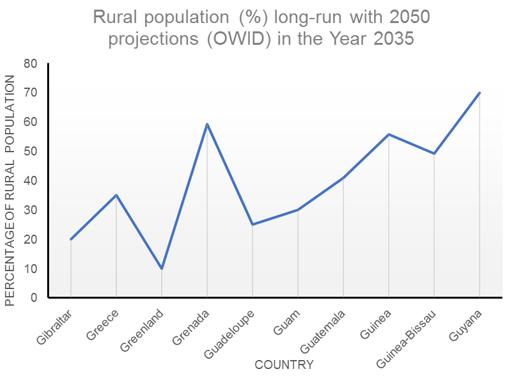 Rural population (%) long-run with 2050
projections (OWID) in the Year 2035
PERCENTAGE OF RURAL POPULATION
80
70
60
50
40
30
20
10
0
Gibraltar
Greece
Greenland
Grenada
Guadeloupe
Guam
Guatemala
Guinea
Guinea-Bissau
Guyana
COUNTRY